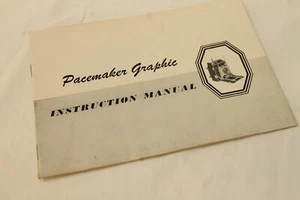 Pacemaker Graphic
INSTRUCTION MANUAL